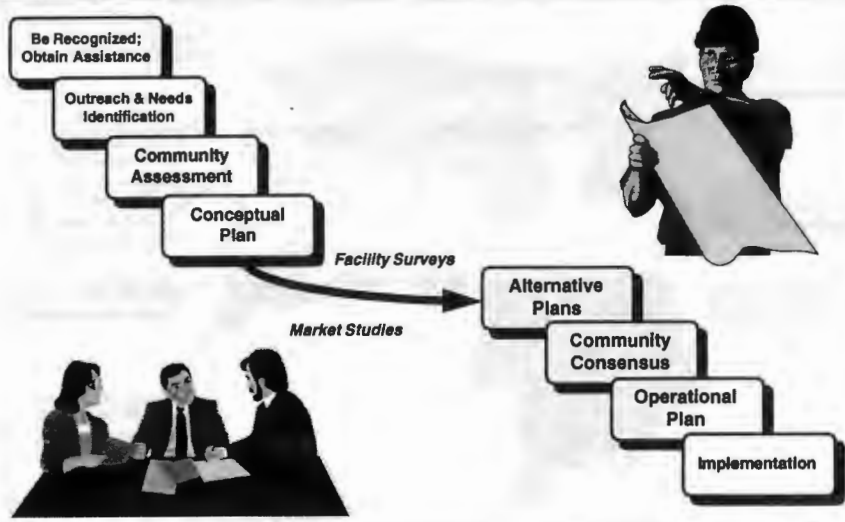 Be Recognized;
Obtain Assistance
Outreach & Needs
Identification
Community
Assessment
Conceptual
Plan
Facility Surveys
Market Studies
Alternative
Plans
Community
Consensus
Operational
Plan
Implementation